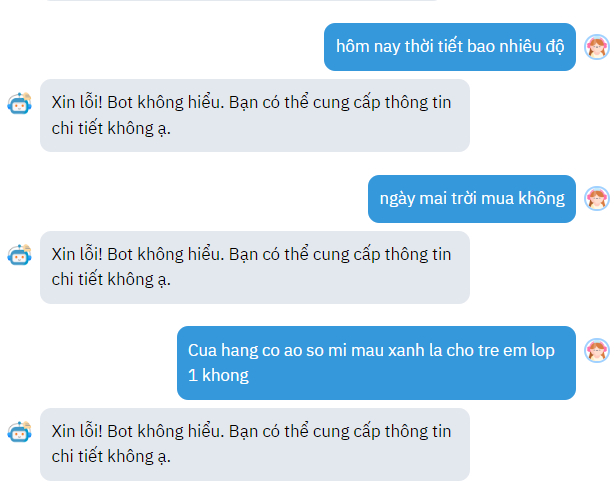 hôm nay thời tiết bao nhiêu độ
Xin lỗi! Bot không hiểu. Bạn có thể cung cấp thông tin
chi tiết không ạ.
ngày mai trời mua không
Xin lỗi! Bot không hiểu. Bạn có thể cung cấp thông tin
chi tiết không ạ.
Cua hang co ao so mi mau xanh la cho tre em lop
1 khong
Xin lỗi! Bot không hiểu. Bạn có thể cung cấp thông tin
chi tiết không ạ.